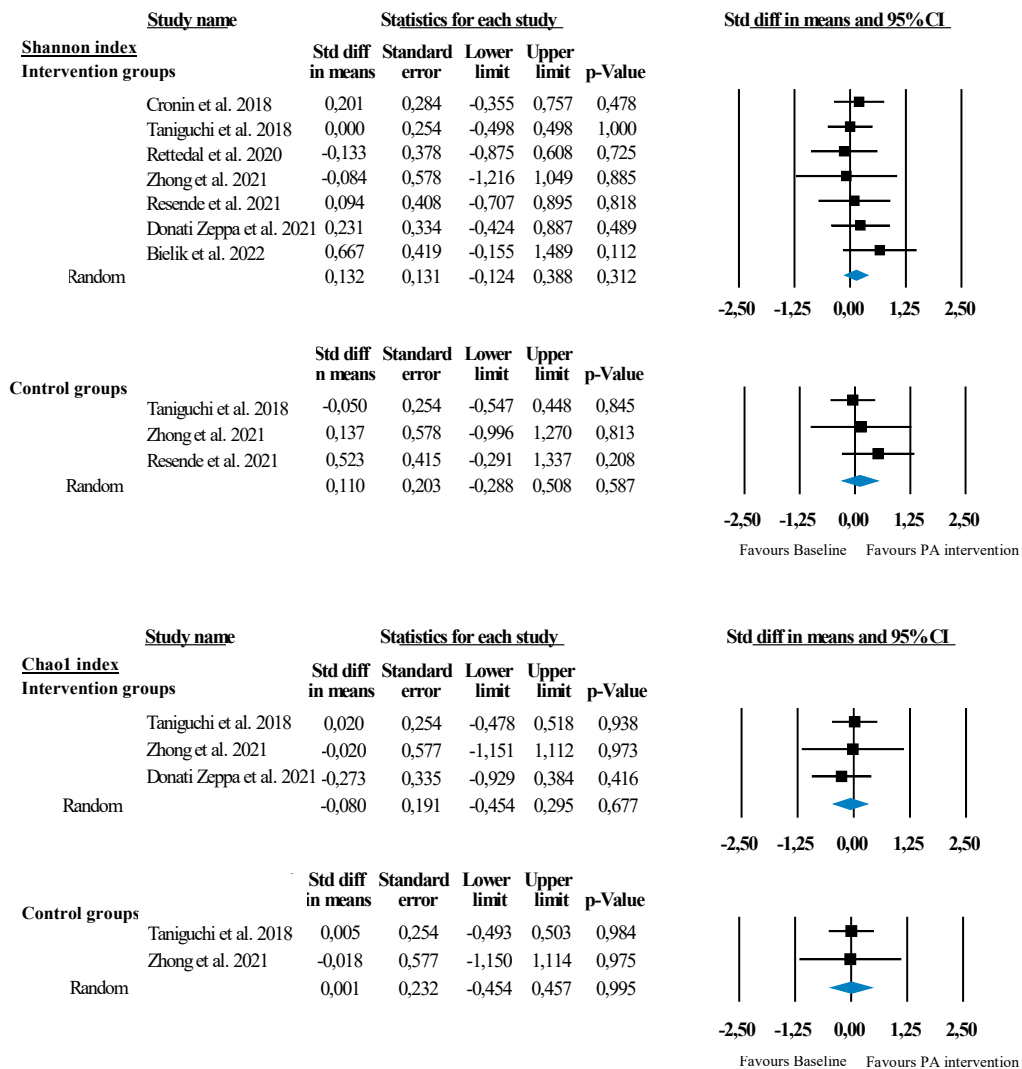 Study name Statistics for each study Std diff in means and 95% CI
Shannon index
Intervention groups
Std diff Standard Lower Upper
in means error limit limit p-Value
Cronin et al. 2018 0,201 0,284 -0,355 0,757 0,478
Taniguchi et al. 2018 0,000 0,254 -0,498 0,498 1,000
Rettedal et al. 2020 -0,133 0,378 -0,875 0,608 0,725
Zhong et al. 2021 -0,084 0,578 -1,216 1,049 0,885
Resende et al. 2021 0,094 0,408 -0,707 0,895 0,818
Donati Zeppa et al. 2021 0,231 0,334 -0,424 0,887 0,489
Bielik et al. 2022 0,667 0,419 -0,155 1,489 0,112
Random 0,132 0,131 -0,124 0,388 0,312
-2,50 -1,25 0,00 1,25 2,50
Std diff Standard Lower Upper
n means error limit limit p-Value
Control groups
Taniguchi et al. 2018 -0,050 0,254 -0,547 0,448 0,845
Zhong et al. 2021 0,137 0,578 -0,996 1,270 0,813
Resende et al. 2021 0,523 0,415 -0,291 1,337 0,208
Random 0,110 0,203 -0,288 0,508 0,587
-2,50 -1,25 0,00 1,25 2,50
Favours Baseline Favours PA intervention
Study name Statistics for each study Std diff in means and 95% CI
Chao1 index
Intervention groups
Std diff Standard Lower Upper
in means error limit limit p-Value
Taniguchi et al. 2018 0,020 0,254 -0,478 0,518 0,938
Zhong et al. 2021 -0,020 0,577 -1,151 1,112 0,973
Donati Zeppa et al. 2021 -0,273 0,335 -0,929 0,384 0,416
Random -0,080 0,191 -0,454 0,295 0,677
-2,50 -1,25 0,00 1,25 2,50
Std diff Standard Lower Upper
in means error limit limit p-Value
Control groups
Taniguchi et al. 2018 0,005 0,254 -0,493 0,503 0,984
Zhong et al. 2021 -0,018 0,577 -1,150 1,114 0,975
Random 0,001 0,232 -0,454 0,457 0,995
-2,50 -1,25 0,00 1,25 2,50
Favours Baseline Favours PA intervention